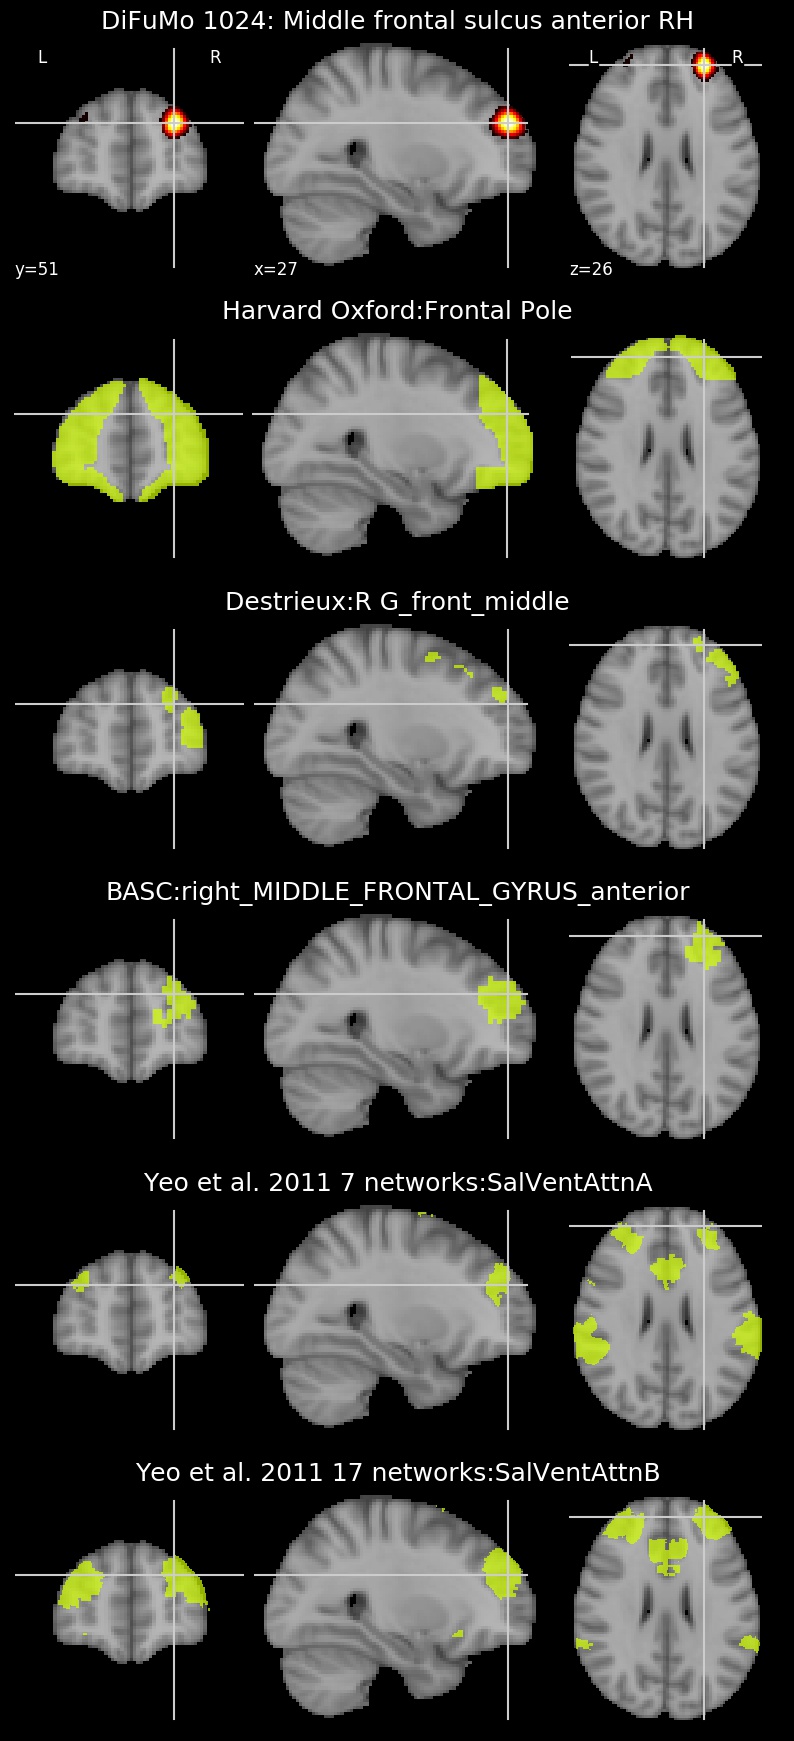 DiFuMo 1024: Middle frontal sulcus anterior RH
L R L R
y=51 x=27 z=26
Harvard Oxford:Frontal Pole
Destrieux:R G_front_middle
BASC:right_MIDDLE_FRONTAL_GYRUS_anterior
Yeo et al. 2011 7 networks:SalVentAttnA
Yeo et al. 2011 17 networks:SalVentAttnB